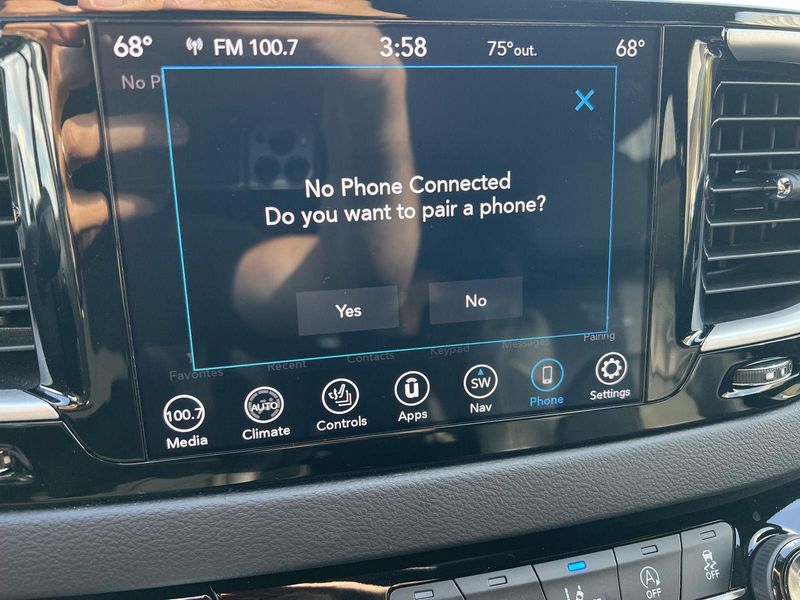 68° FM 100.7 3:58 75°out. 68°
No P
No Phone Connected
Do you want to pair a phone?
Yes No
Favorites Recent Contacts Keypad Messages Pairing
100.7 AUTO SW
Media Climate Controls Apps Nav Phone Settings
A
OFF OFF